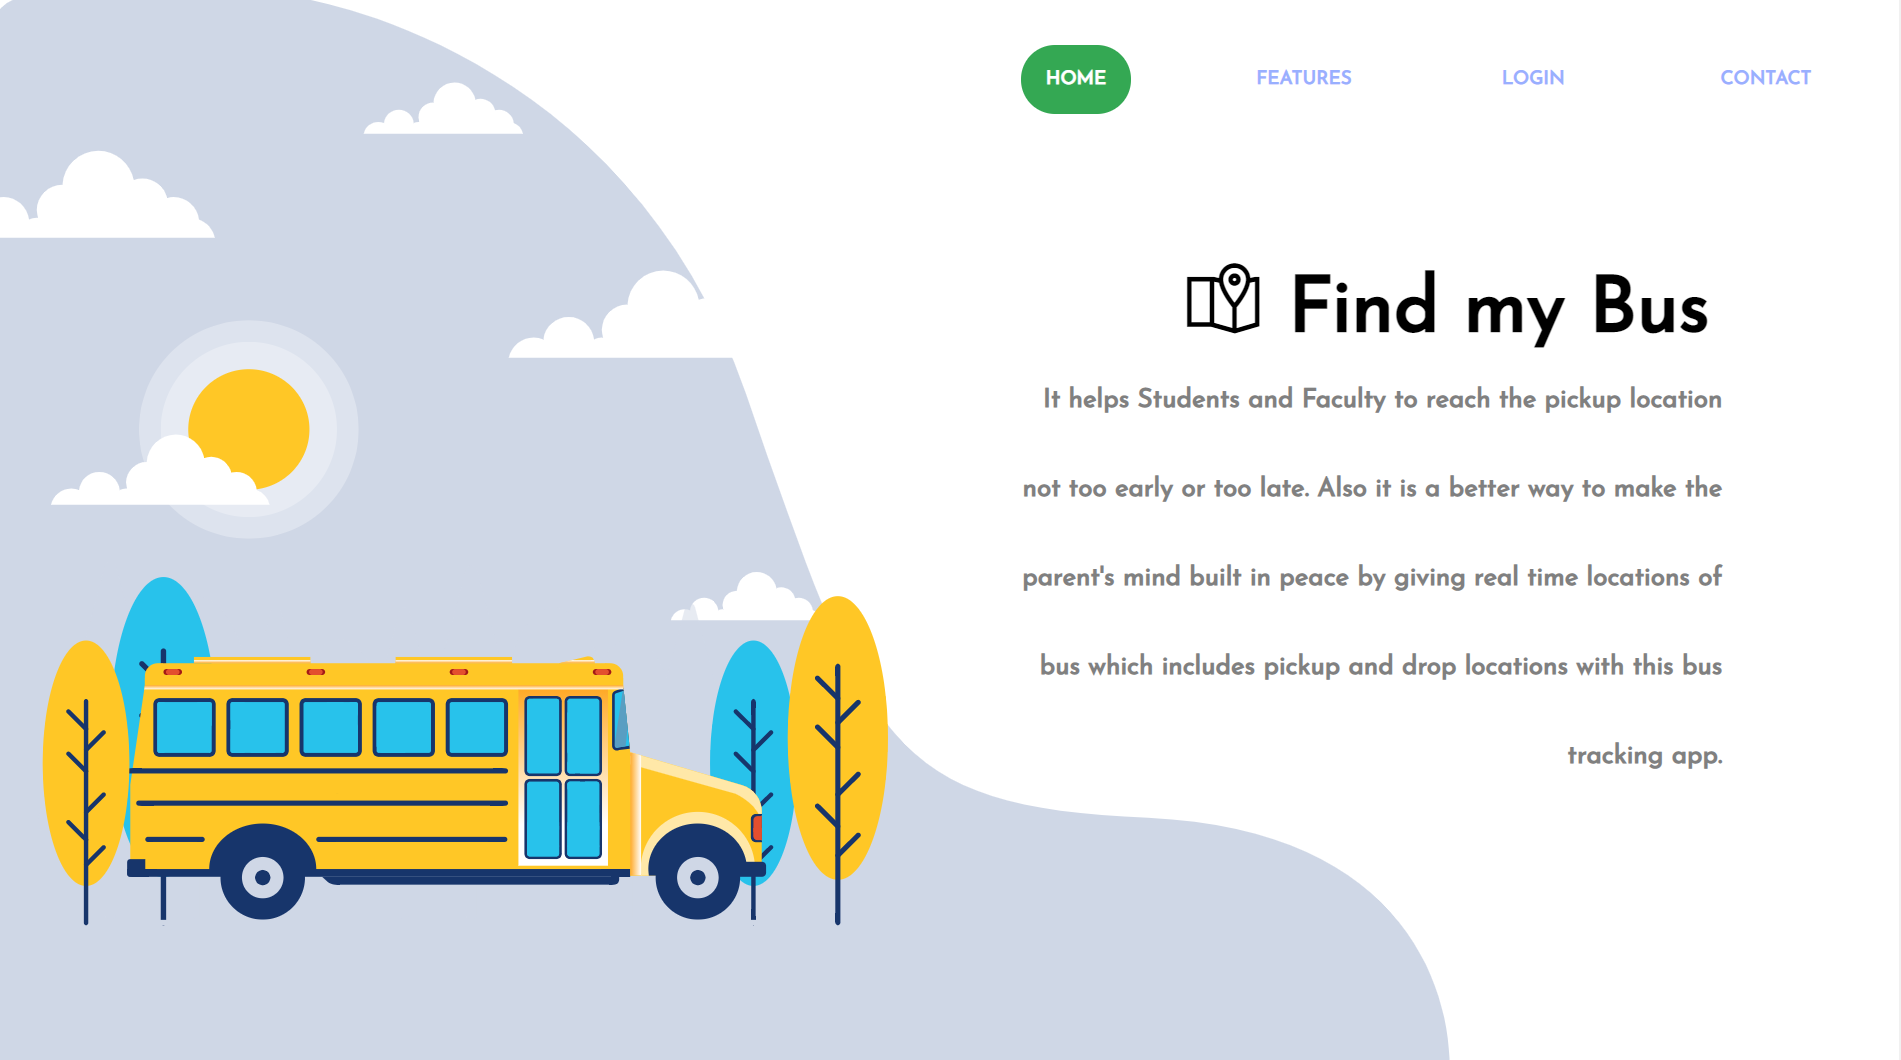 HOME FEATURES LOGIN CONTACT
Find my Bus
It helps Students and Faculty to reach the pickup location
not too early or too late. Also it is a better way to make the
parent's mind built in peace by giving real time locations of
bus which includes pickup and drop locations with this bus
tracking app.